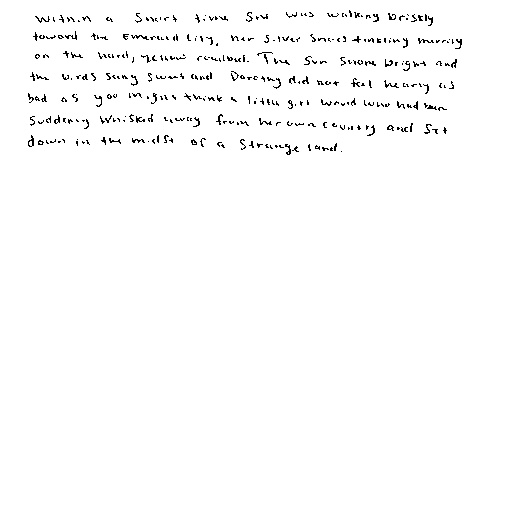 Within a short time she was walking briskly
toward the Emerald City, her Silver Shoes tinkling merrily
on the hard, yellow roadbed. The sun shone bright and
the birds sang sweet and Dorothy did not feel nearly as
bad as you might think a little girl would who had been
suddenly whisked away from her own country and set
down in the midst of a strange land.